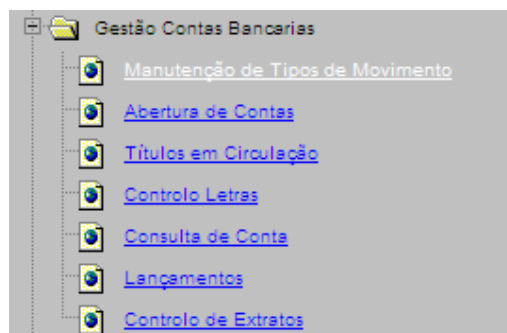 Gestão Contas Bancarias
Manutenção de Tipos de Movimento
Abertura de Contas
Títulos em Circulação
Controlo Letras
Consulta de Conta
Lançamentos
Controlo de Extratos